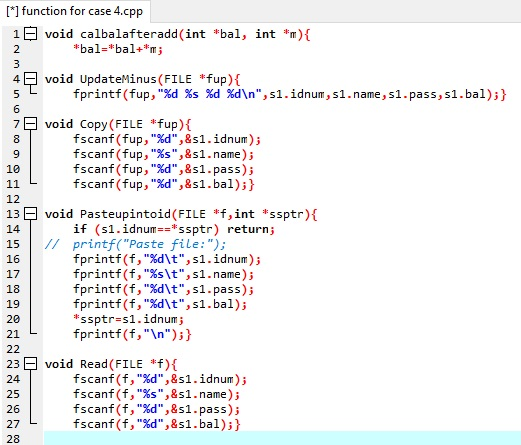 [*] function for case 4.cpp
1 void calbalafteradd(int *bal, int *m){
2 *bal=*bal+*m;
3
4 void UpdateMinus(FILE *fup){
5 fprintf(fup,"%d %s %d %d\n",s1.idnum,s1.name,s1.pass,s1.bal);}
6
7 void Copy(FILE *fup){
8 fscanf(fup,"%d",&s1.idnum);
9 fscanf(fup,"%s",&s1.name);
10 fscanf(fup,"%d",&s1.pass);
11 fscanf(fup,"%d",&s1.bal);}
12
13 void Pasteupintoid(FILE *f,int *ssptr){
14 if (s1.idnum==*ssptr) return;
15 // printf("Paste file:");
16 fprintf(f,"%d\t",s1.idnum);
17 fprintf(f,"%s\t",s1.name);
18 fprintf(f,"%d\t",s1.pass);
19 fprintf(f,"%d\t",s1.bal);
20 *ssptr=s1.idnum;
21 fprintf(f,"\n");}
22
23 void Read(FILE *f){
24 fscanf(f,"%d",&s1.idnum);
25 fscanf(f,"%s",&s1.name);
26 fscanf(f,"%d",&s1.pass);
27 fscanf(f,"%d",&s1.bal);}
28